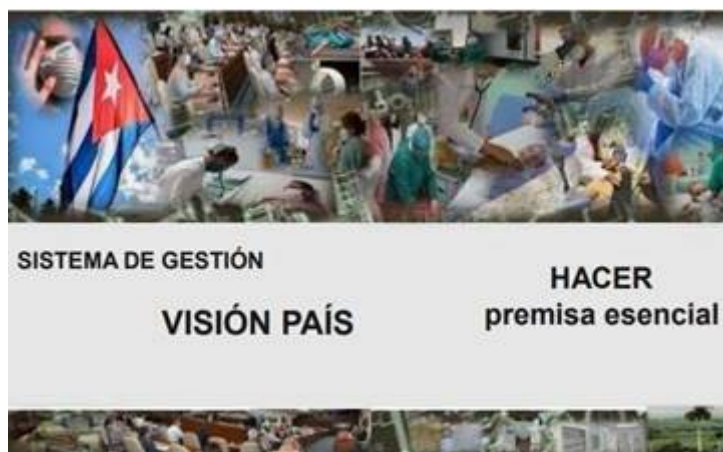 SISTEMA DE GESTIÓN
VISIÓN PAÍS
HACER
premisa esencial